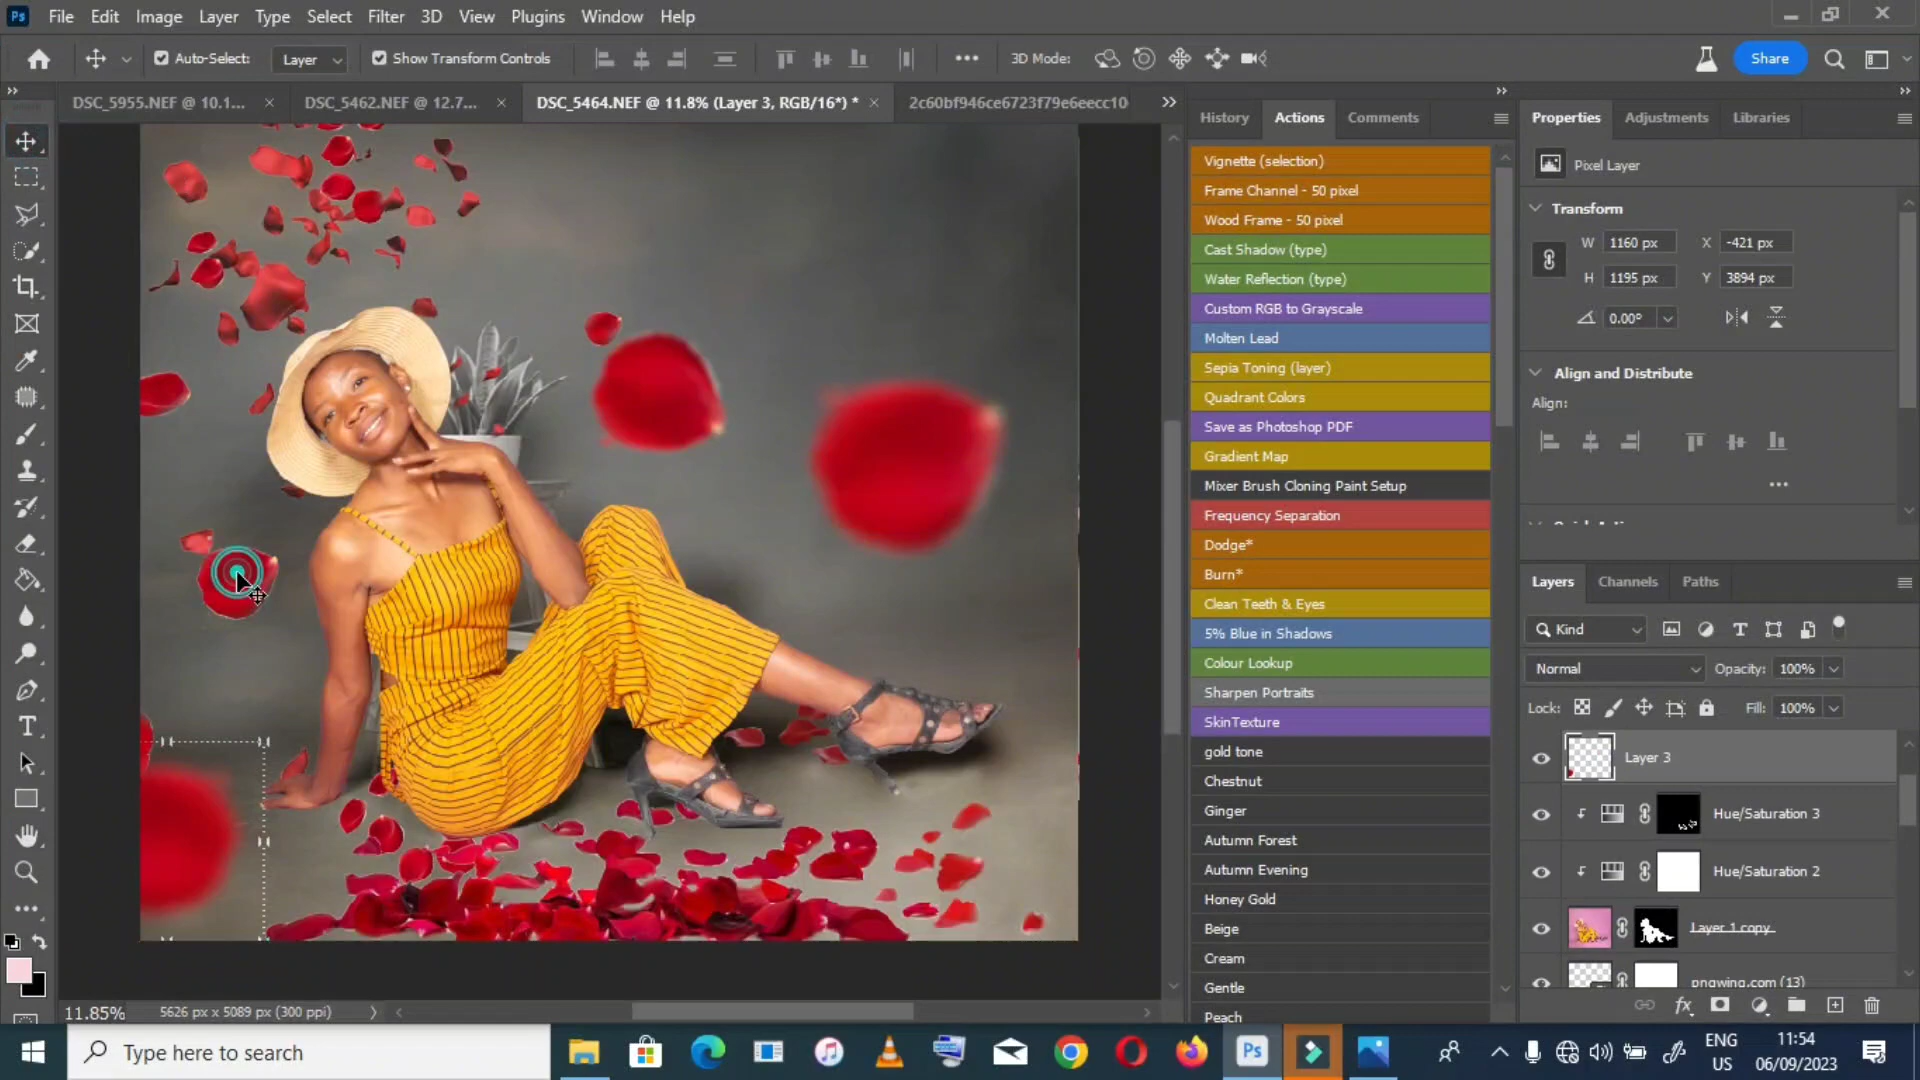 Ps File Edit Image Layer Type Select Filter 3D View Plugins Window Help
Auto-Select: Layer Show Transform Controls 3D Mode: Share
DSC_5955.NEF @ 10.1... DSC_5462.NEF @ 12.7... DSC_5464.NEF @ 11.8% (Layer 3, RGB/16*) * 2c60bf946ce6723f79e6eecc10
History Actions Comments
Vignette (selection)
Frame Channel - 50 pixel
Wood Frame - 50 pixel
Cast Shadow (type)
Water Reflection (type)
Custom RGB to Grayscale
Molten Lead
Sepia Toning (layer)
Quadrant Colors
Save as Photoshop PDF
Gradient Map
Mixer Brush Cloning Paint Setup
Frequency Separation
Dodge*
Burn*
Clean Teeth & Eyes
5% Blue in Shadows
Colour Lookup
Sharpen Portraits
SkinTexture
gold tone
Chestnut
Ginger
Autumn Forest
Autumn Evening
Honey Gold
Beige
Cream
Gentle
Peach
Properties Adjustments Libraries
Pixel Layer
Transform
W 1160 px X -421 px
H 1195 px Y 3894 px
0.00°
Align and Distribute
Align:
Layers Channels Paths
Kind
Normal Opacity: 100%
Lock: Fill: 100%
Layer 3
Hue/Saturation 3
Hue/Saturation 2
Layer 1 copy
pngwing.com (13)
11.85% 5626 px x 5089 px (300 ppi)
Type here to search
Ps
ENG 11:54
US 06/09/2023